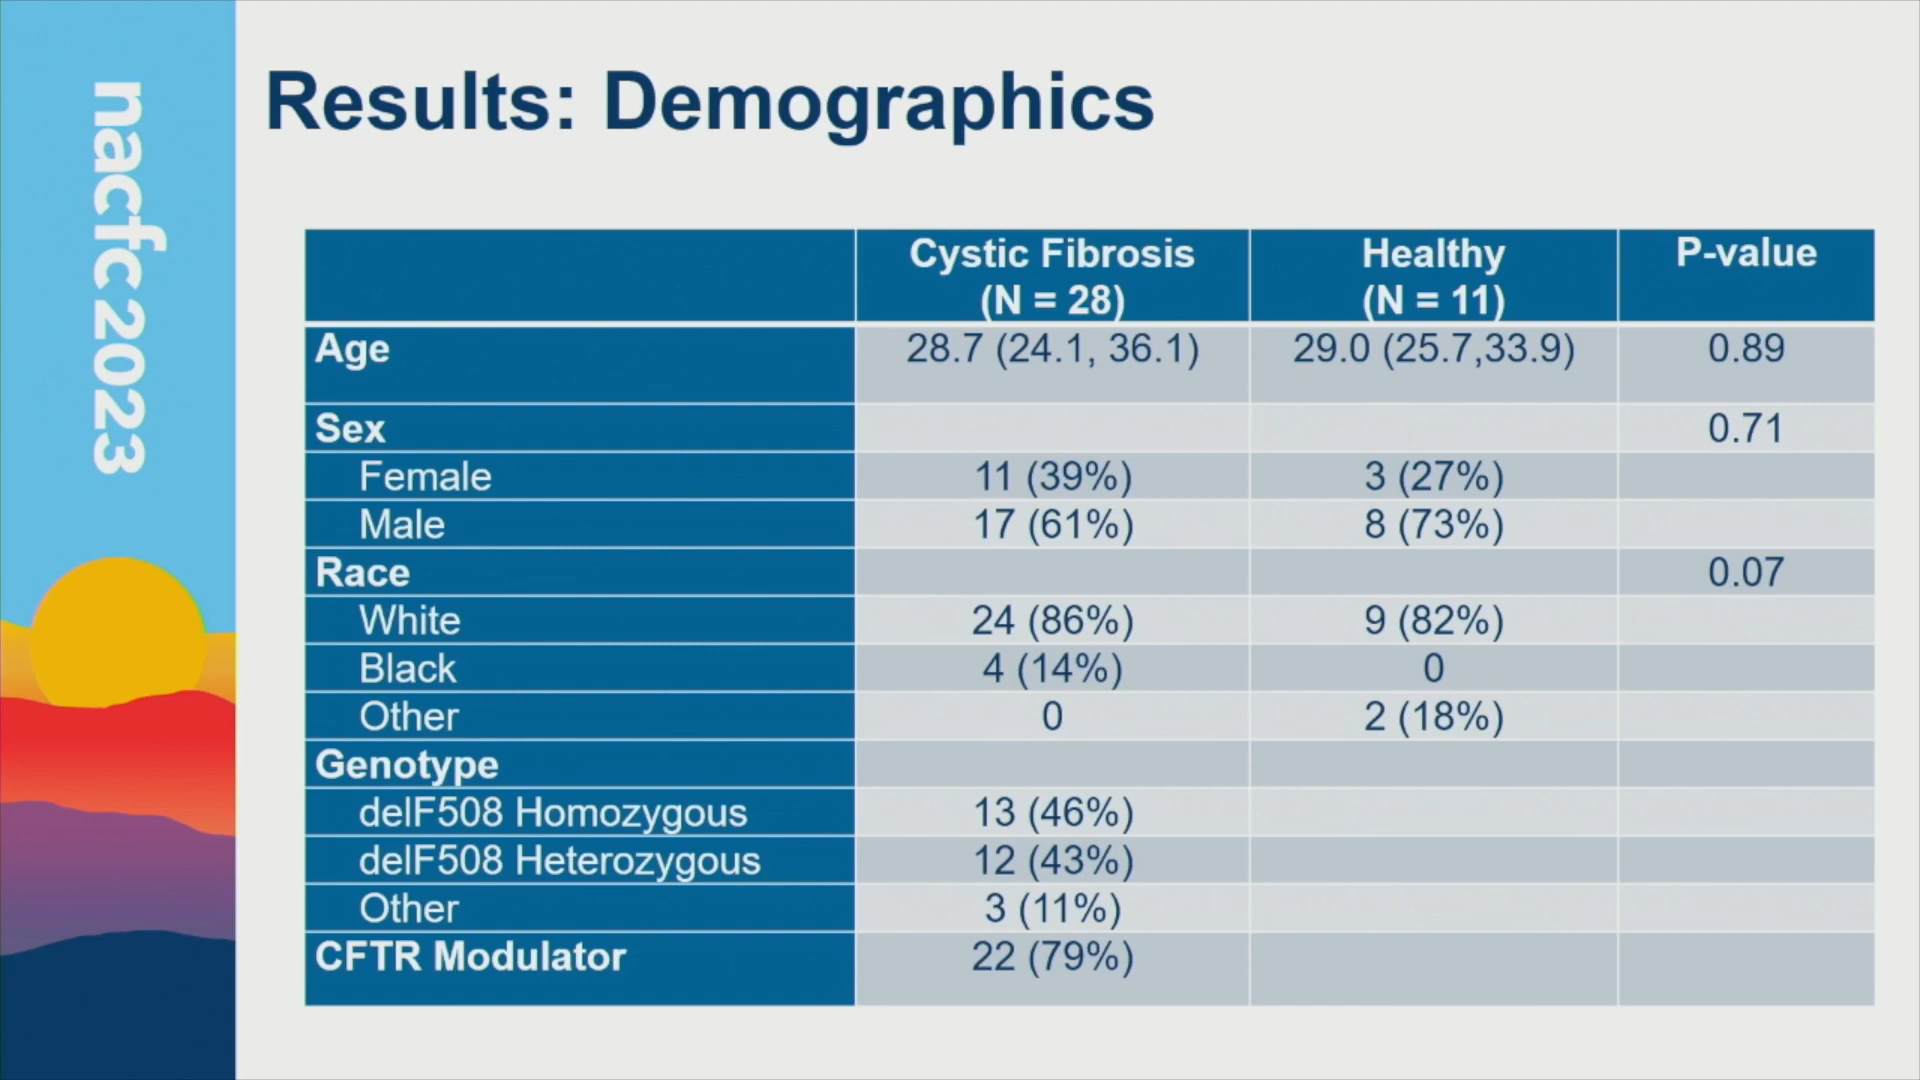 nacfc 2023
Results: Demographics
Cystic Fibrosis (N = 28) Healthy (N = 11) P-value
Age 28.7 (24.1, 36.1) 29.0 (25.7,33.9) 0.89
Sex 0.71
Female 11 (39%) 3 (27%)
Male 17 (61%) 8 (73%)
Race 0.07
White 24 (86%) 9 (82%)
Black 4 (14%) 0
Other 0 2 (18%)
Genotype
delF508 Homozygous 13 (46%)
delF508 Heterozygous 12 (43%)
Other 3 (11%)
CFTR Modulator 22 (79%)